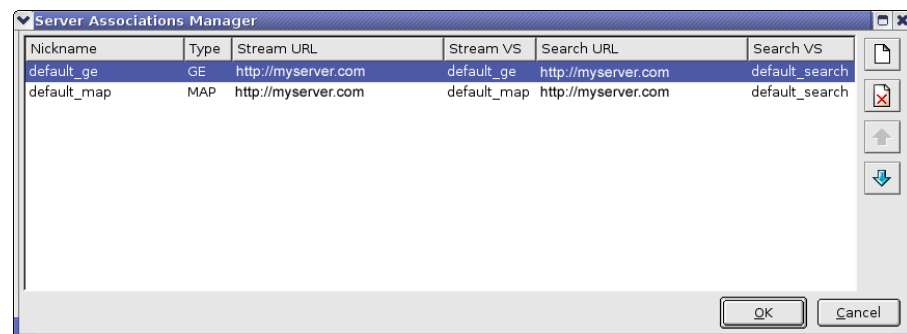 Server Associations Manager
Nickname Type Stream URL Stream VS Search URL Search VS
default_ge GE http://myserver.com default_ge http://myserver.com default_search
default_map MAP http://myserver.com default_map http://myserver.com default_search
OK Cancel